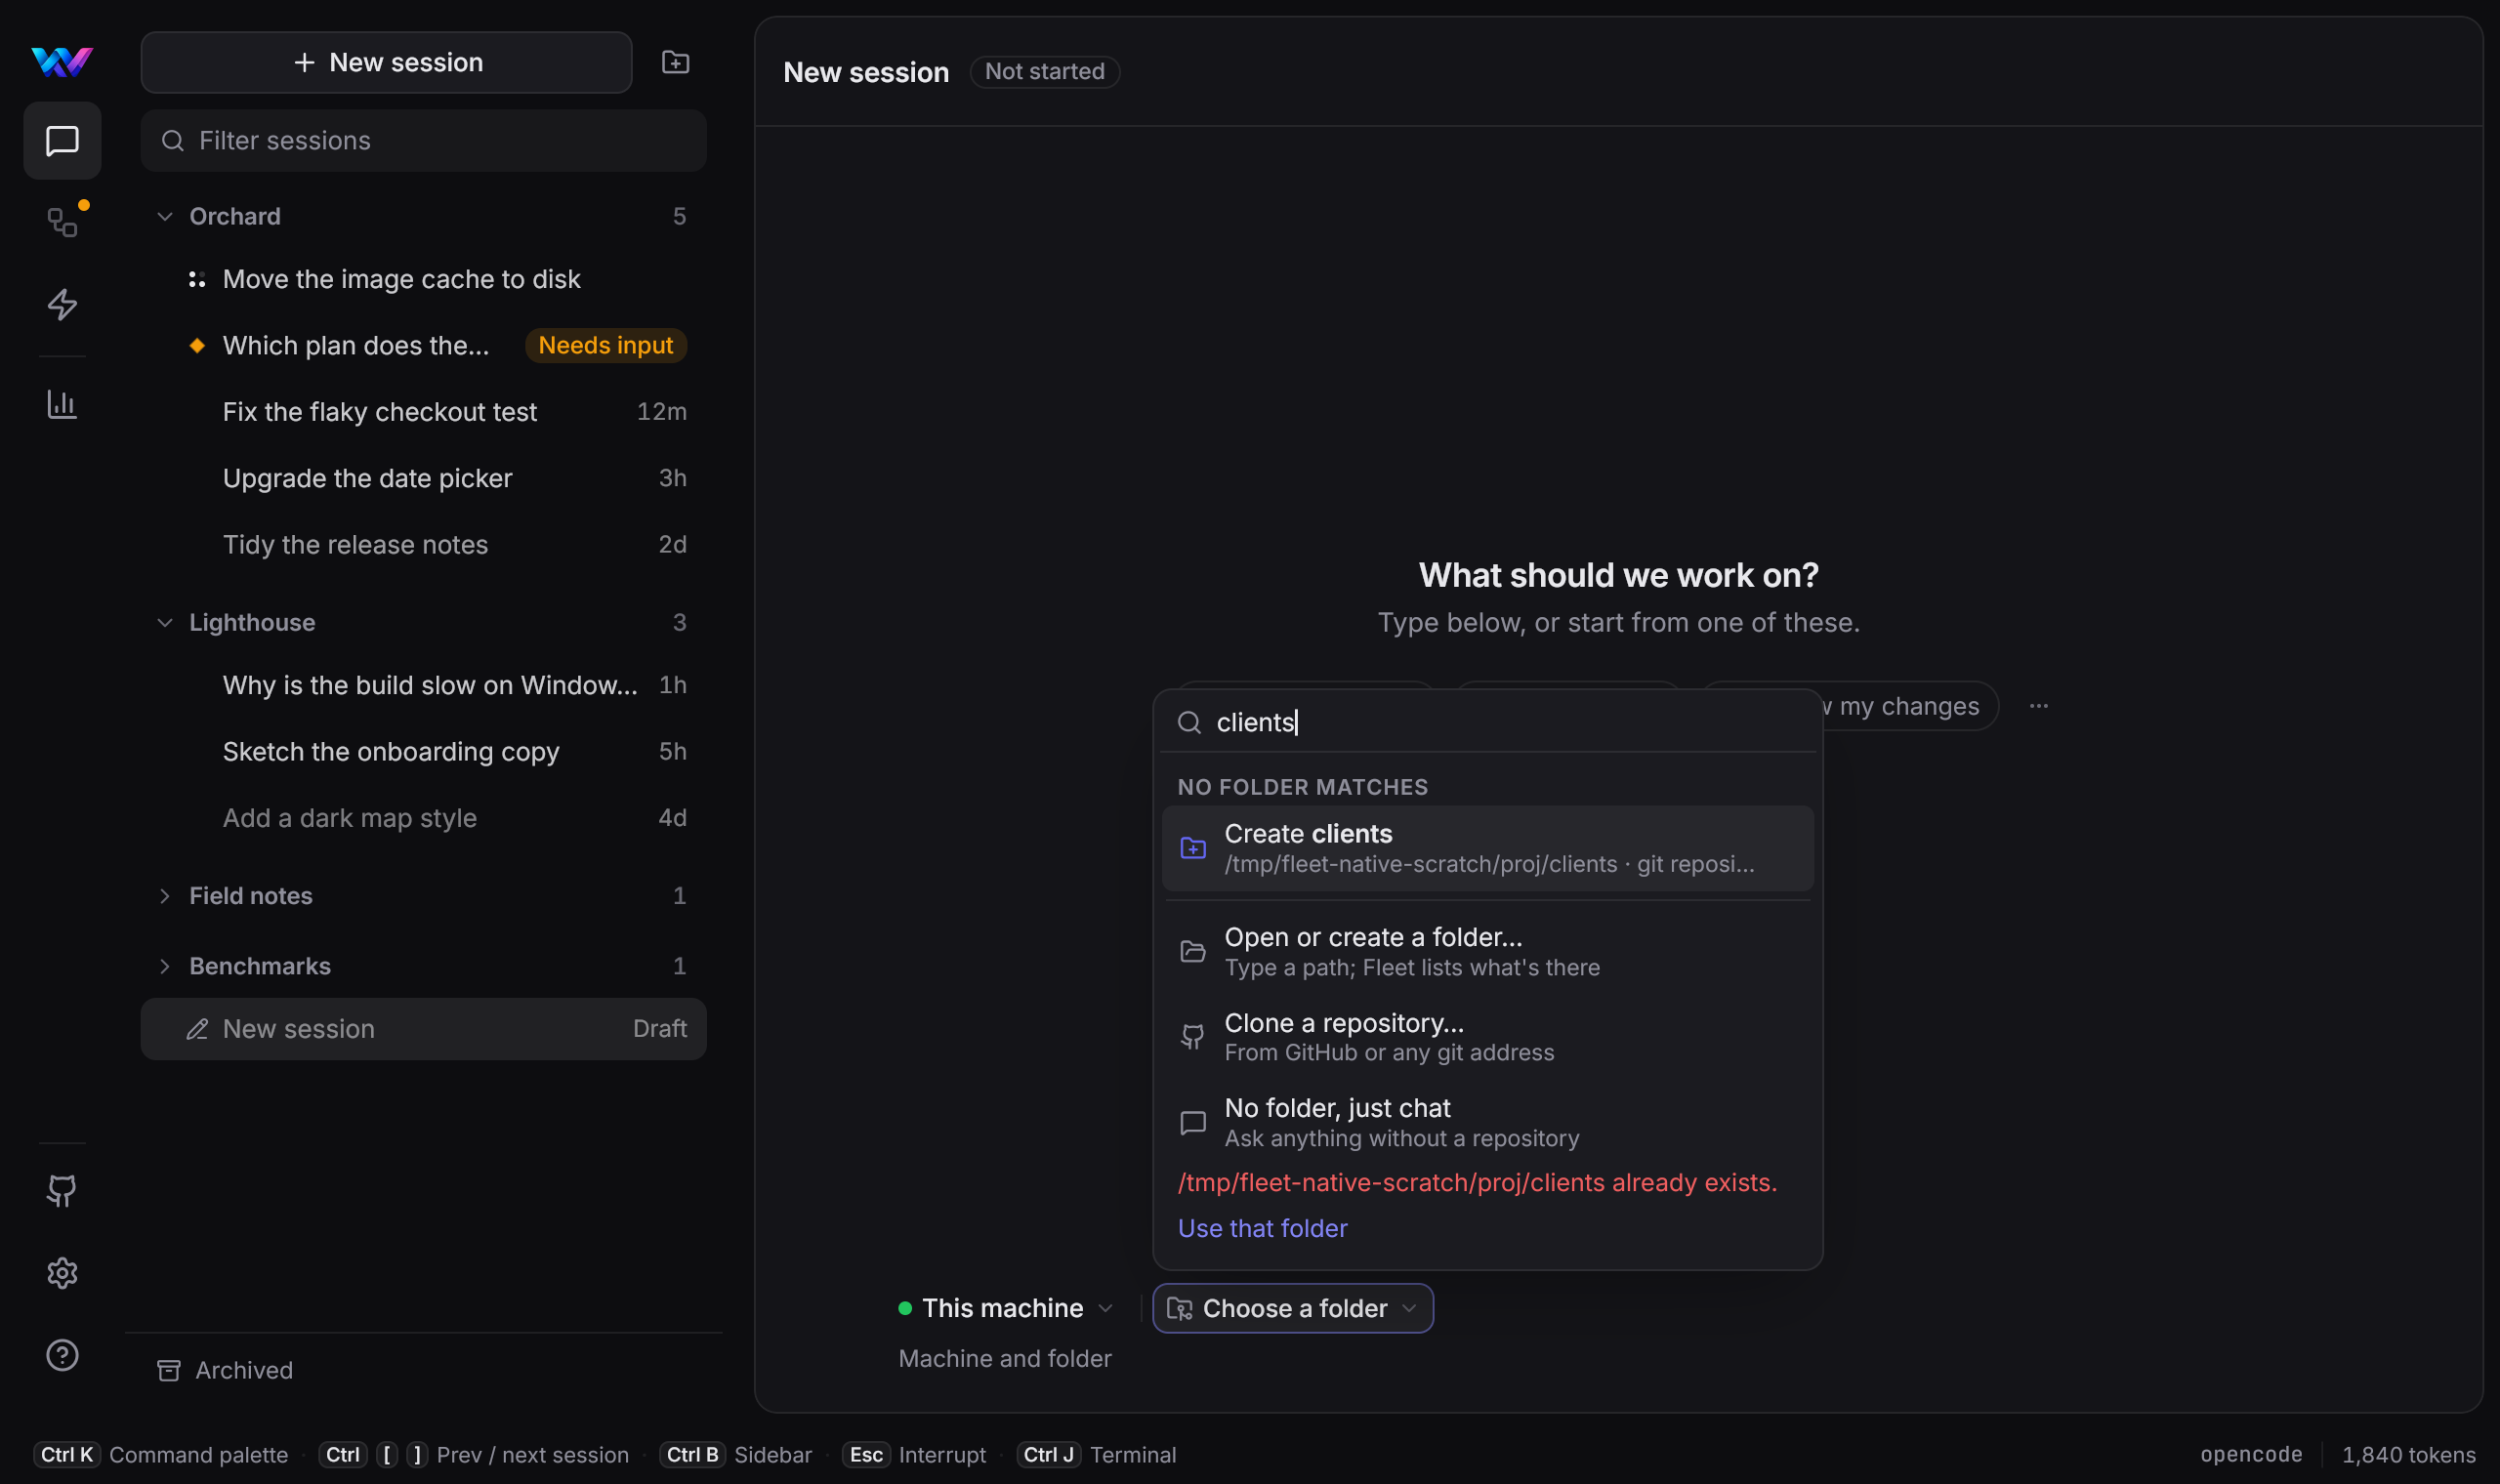 New session
Filter sessions
Orchard 5
Move the image cache to disk
Which plan does the... Needs input
Fix the flaky checkout test 12m
Upgrade the date picker 3h
Tidy the release notes 2d
Lighthouse 3
Why is the build slow on Window... 1h
Sketch the onboarding copy 5h
Add a dark map style 4d
Field notes 1
Benchmarks 1
New session Draft
Archived
New session Not started
What should we work on?
Type below, or start from one of these.
my changes
clients
NO FOLDER MATCHES
Create clients
/tmp/fleet-native-scratch/proj/clients · git reposi...
Open or create a folder...
Type a path; Fleet lists what's there
Clone a repository...
From GitHub or any git address
No folder, just chat
Ask anything without a repository
/tmp/fleet-native-scratch/proj/clients already exists.
Use that folder
This machine Choose a folder
Machine and folder
Ctrl K Command palette · Ctrl [ ] Prev / next session · Ctrl B Sidebar · Esc Interrupt · Ctrl J Terminal
opencode 1,840 tokens